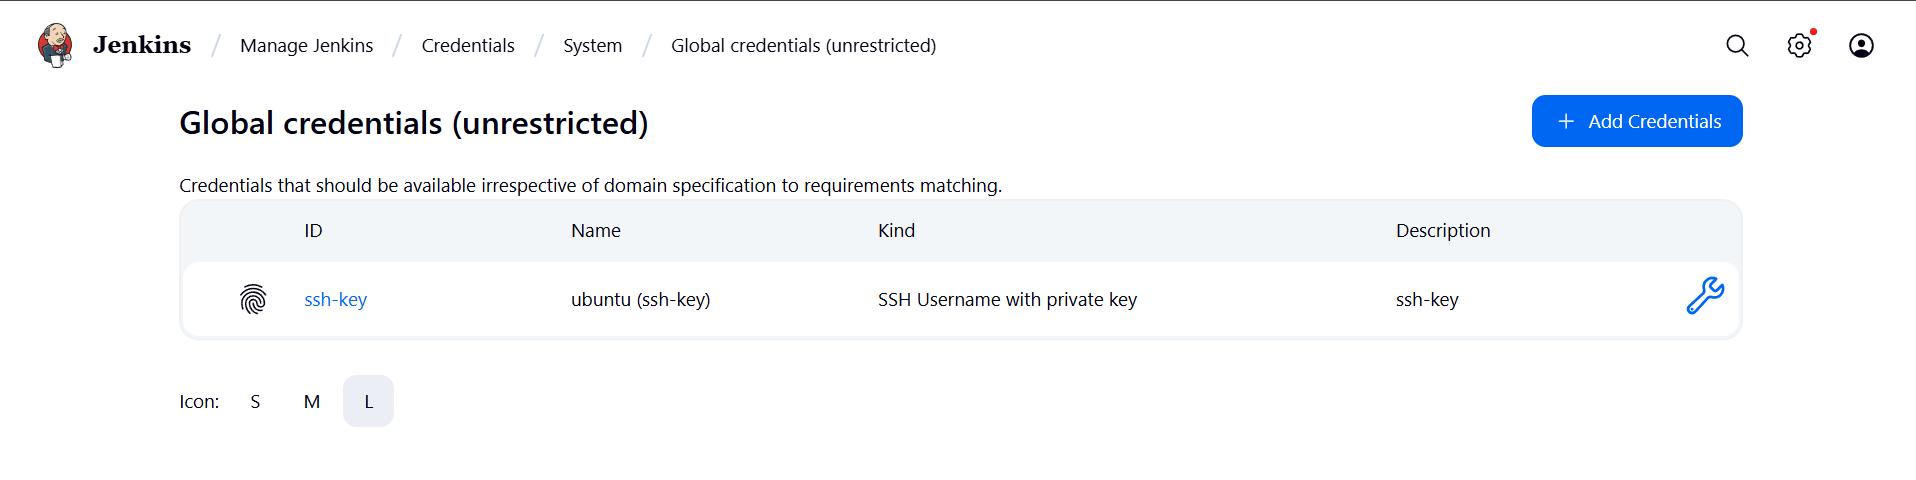 Jenkins / Manage Jenkins / Credentials / System / Global credentials (unrestricted)
Global credentials (unrestricted)
+ Add Credentials
Credentials that should be available irrespective of domain specification to requirements matching.
ID Name Kind Description
ssh-key ubuntu (ssh-key) SSH Username with private key ssh-key
Icon: S M L